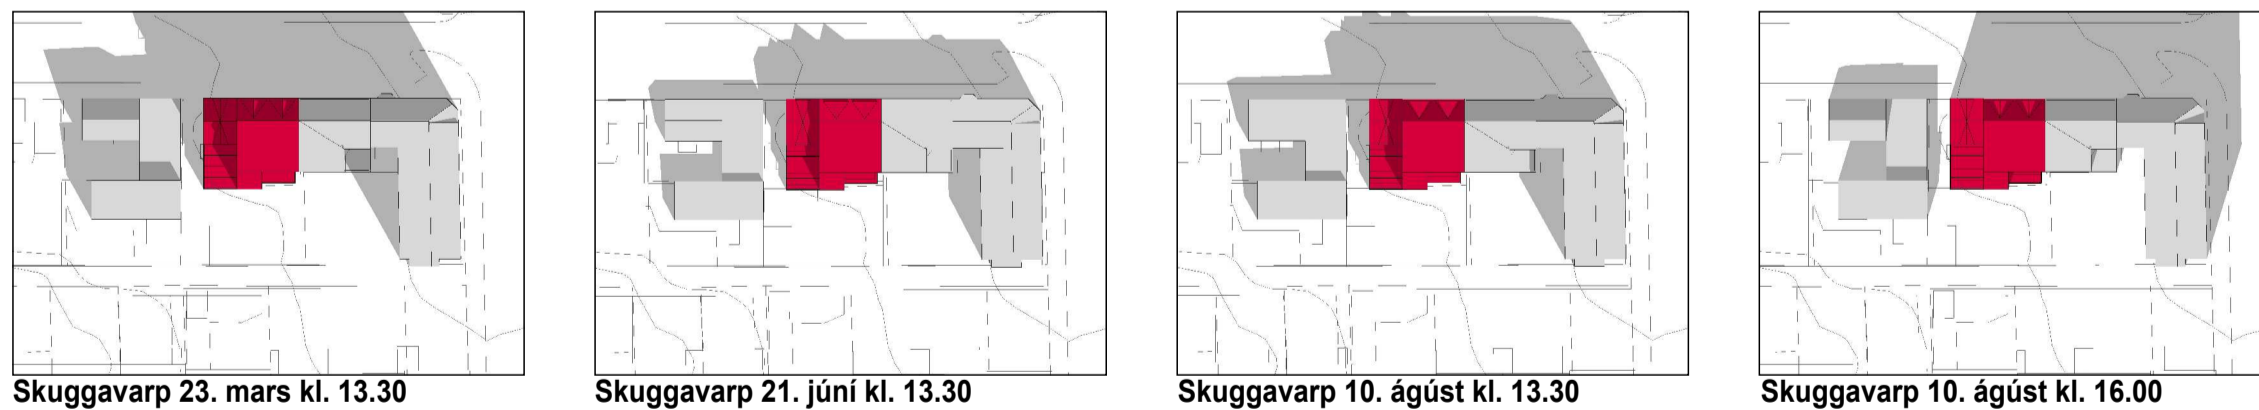 Skuggavarp 23. mars kl. 13.30
Skuggavarp 21. júní kl. 13.30
Skuggavarp 10. ágúst kl. 13.30
Skuggavarp 10. ágúst kl. 16.00